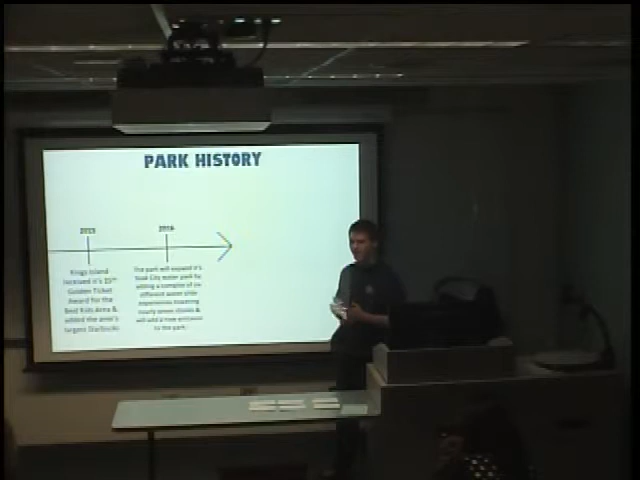 PARK HISTORY
2015
2016
Kings Island
received it's 15th
Golden Ticket
Award for the
Best Kids Area &
added the area's
largest Starbucks
The park will expand it's
Soak City water park by
adding a complex of six
different water slide
experiences towering
nearly seven stories &
will add a new entrance
to the park.